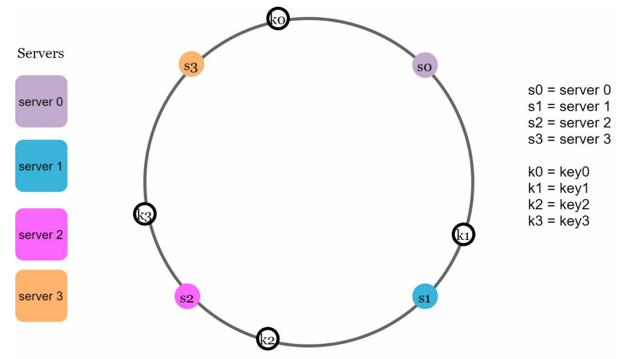 Servers
server 0
server 1
server 2
server 3
k0
s3
s0
k3
k1
s2
s1
k2
s0 = server 0
s1 = server 1
s2 = server 2
s3 = server 3
k0 = key0
k1 = key1
k2 = key2
k3 = key3